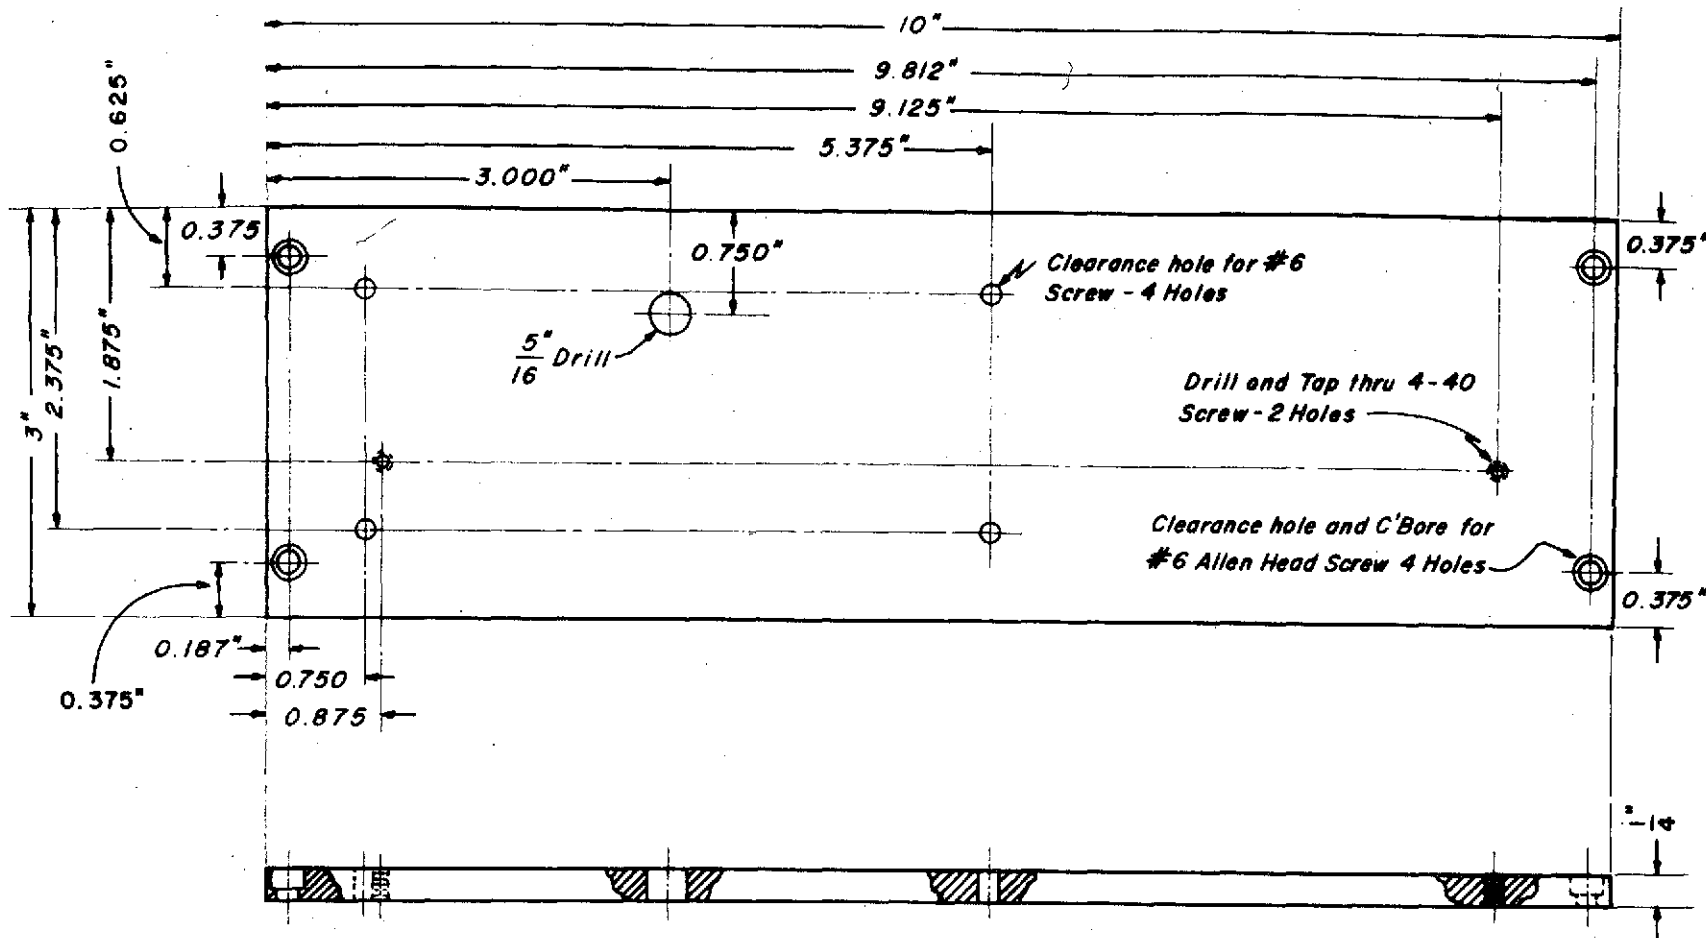 10"
9.812"
9.125"
5.375"
3.000"
0.625"
0.375
0.750"
0.375"
Clearance hole for #6
Screw - 4 Holes
5"
16 Drill
3"
2.375"
1.875"
Drill and Tap thru 4-40
Screw - 2 Holes
Clearance hole and C'Bore for
#6 Allen Head Screw 4 Holes
0.375"
0.187"
0.750
0.875
0.375"
1"
4